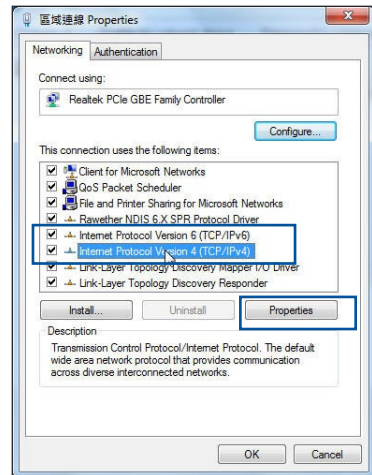 區域連線 Properties
Networking Authentication
Connect using:
Realtek PCIe GBE Family Controller
Configure...
This connection uses the following items:
Client for Microsoft Networks
QoS Packet Scheduler
File and Printer Sharing for Microsoft Networks
Rawether NDIS 6.X SPR Protocol Driver
Internet Protocol Version 6 (TCP/IPv6)
Internet Protocol Version 4 (TCP/IPv4)
Link-Layer Topology Discovery Mapper I/O Driver
Link-Layer Topology Discovery Responder
Install... Uninstall Properties
Description
Transmission Control Protocol/Internet Protocol. The default
wide area network protocol that provides communication
across diverse interconnected networks.
OK Cancel